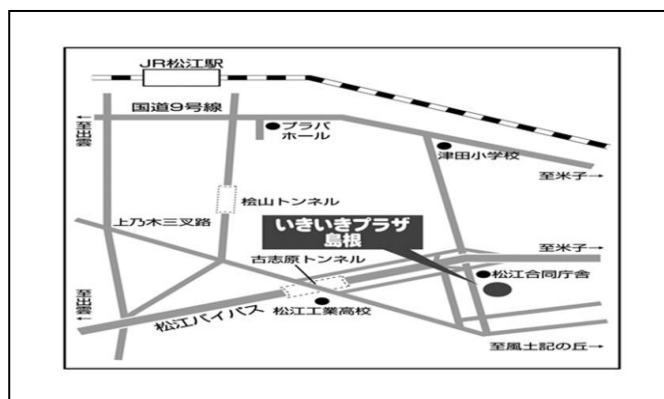 JR松江駅
国道9号線
←至出雲
プラバ
ホール
津田小学校
至米子→
桧山トンネル
上乃木三叉路
いきいきプラザ
島根
古志原トンネル
至米子→
松江合同庁舎
←至出雲
松江バイパス
松江工業高校
至風土記の丘→